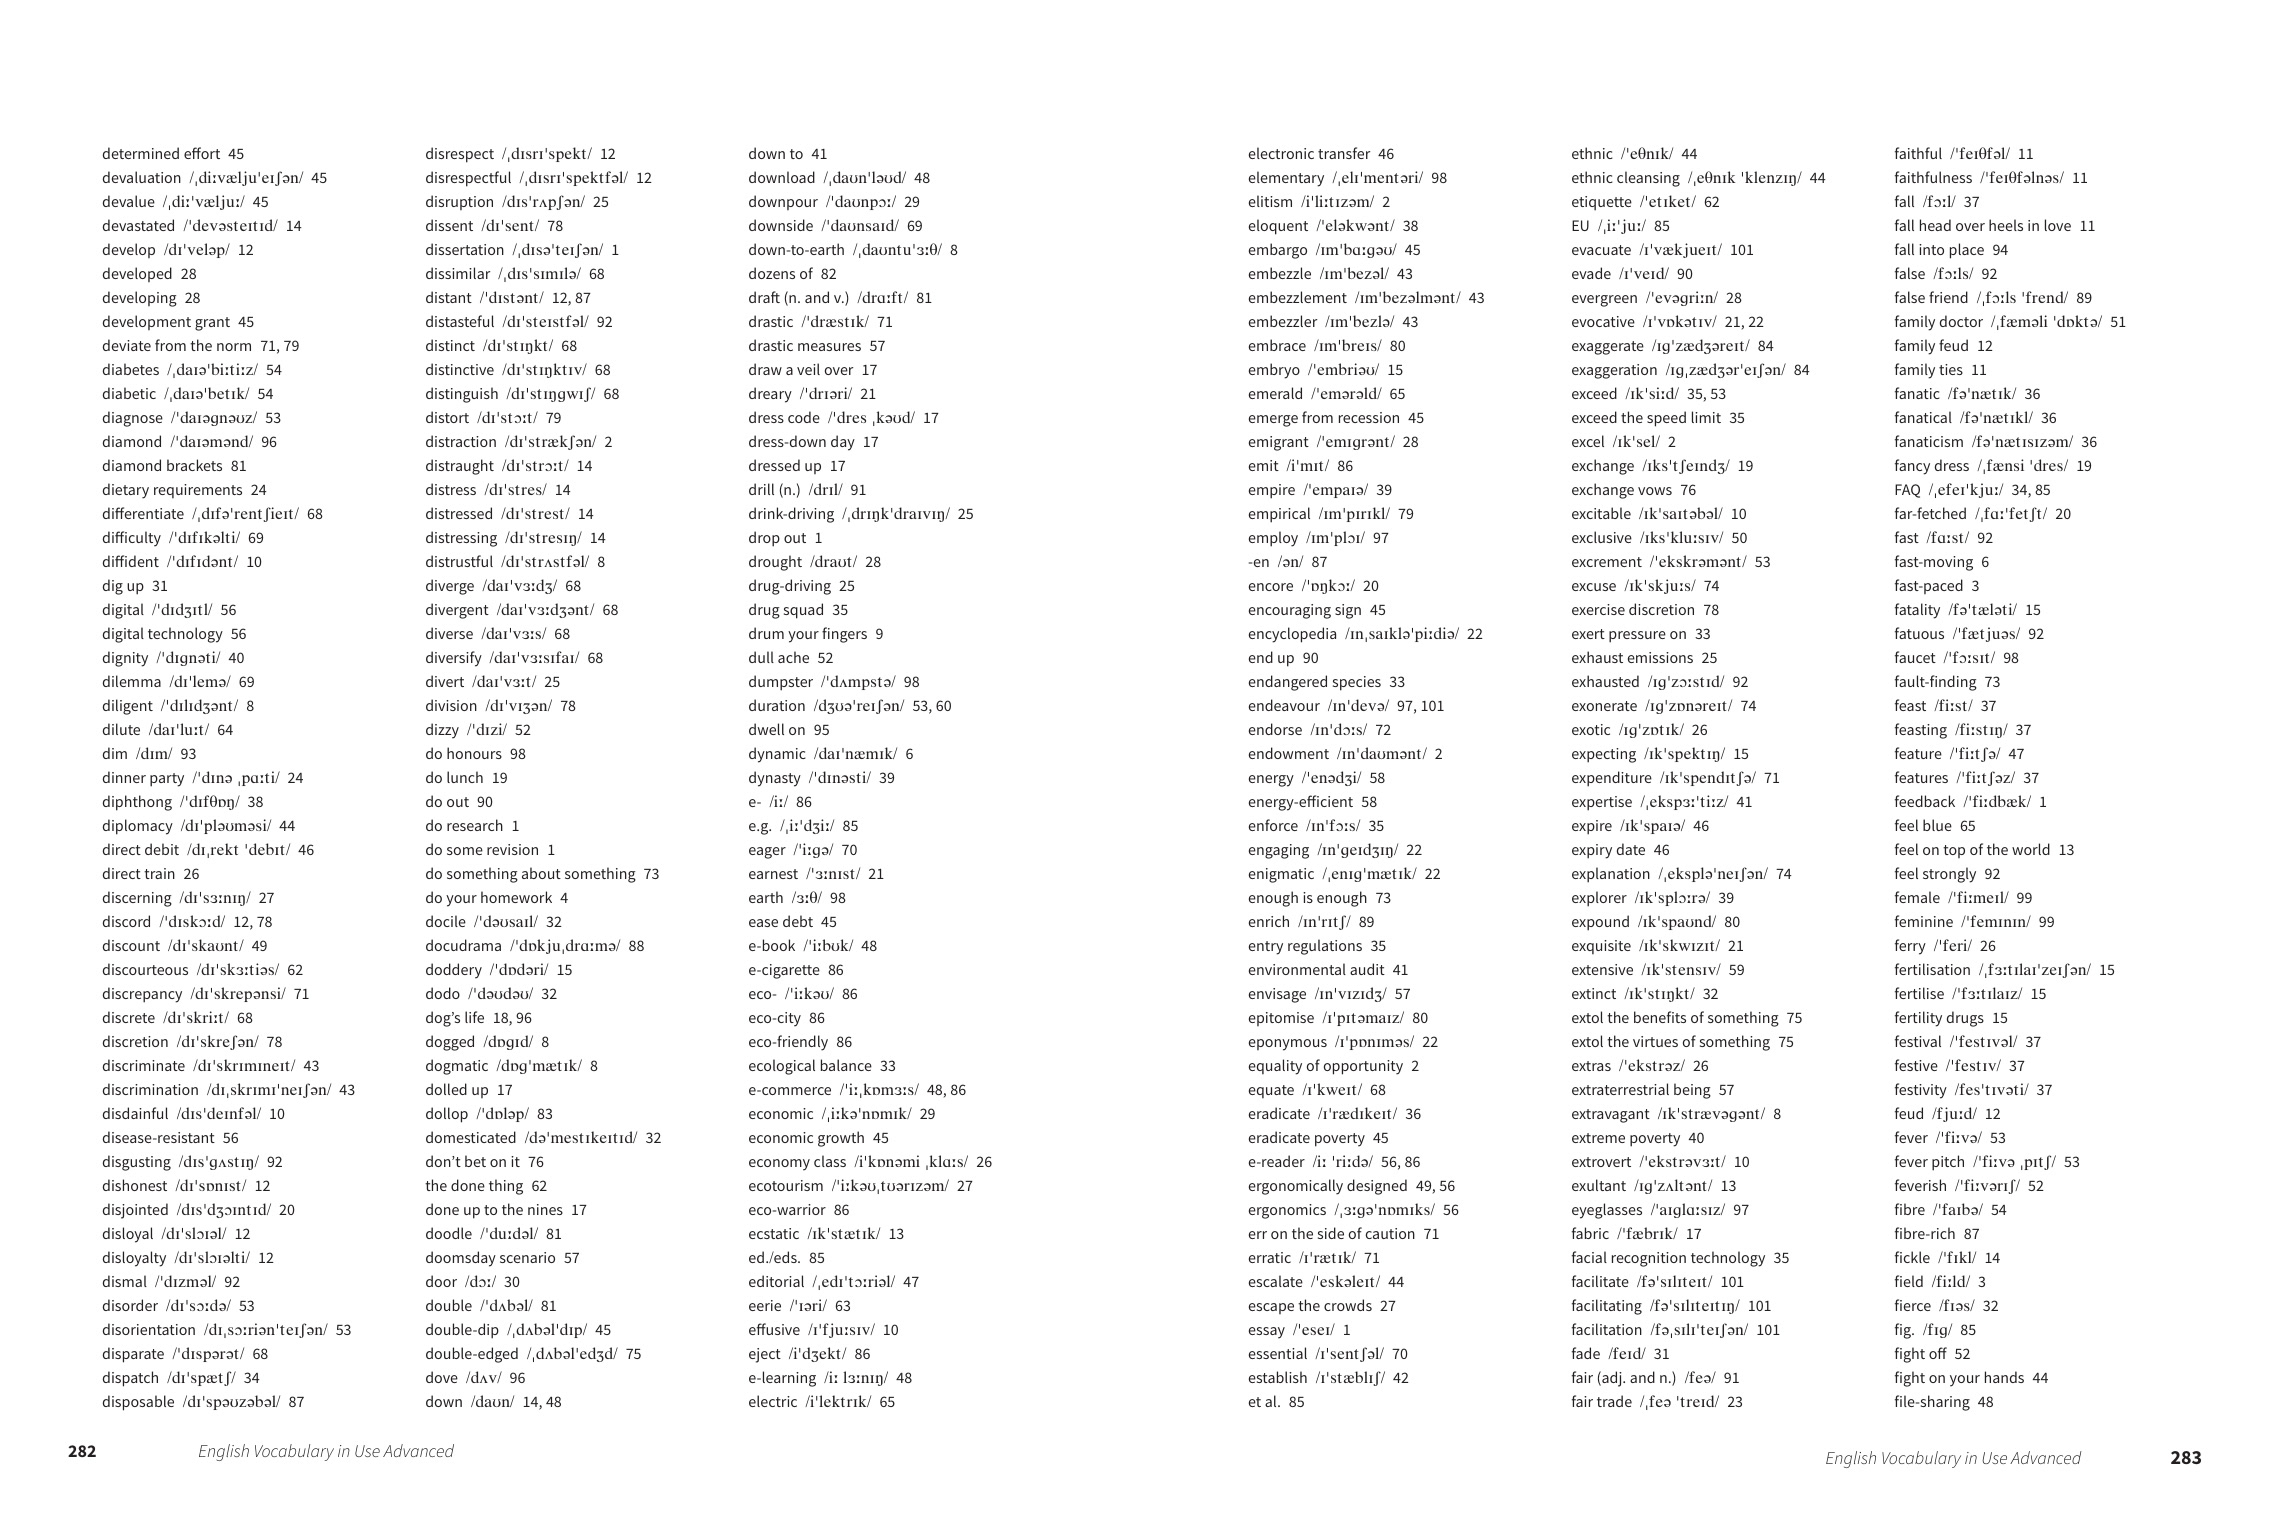 determined effort 45
devaluation /ˌdiːvæljuˈeɪʃən/ 45
devalue /ˌdiːˈvæljuː/ 45
devastated /ˈdevəsteɪtɪd/ 14
develop /dɪˈveləp/ 12
developed 28
developing 28
development grant 45
deviate from the norm 71, 79
diabetes /ˌdaɪəˈbiːtiːz/ 54
diabetic /ˌdaɪəˈbetɪk/ 54
diagnose /ˈdaɪəgnəʊz/ 53
diamond /ˈdaɪəmənd/ 96
diamond brackets 81
dietary requirements 24
differentiate /ˌdɪfəˈrentʃieɪt/ 68
difficulty /ˈdɪfɪkəlti/ 69
diffident /ˈdɪfɪdənt/ 10
dig up 31
digital /ˈdɪdʒɪtl/ 56
digital technology 56
dignity /ˈdɪgnəti/ 40
dilemma /dɪˈlemə/ 69
diligent /ˈdɪlɪdʒənt/ 8
dilute /daɪˈluːt/ 64
dim /dɪm/ 93
dinner party /ˈdɪnə ˌpɑːti/ 24
diphthong /ˈdɪfθɒŋ/ 38
diplomacy /dɪˈpləʊməsi/ 44
direct debit /dɪˌrekt ˈdebɪt/ 46
direct train 26
discerning /dɪˈsɜːnɪŋ/ 27
discord /ˈdɪskɔːd/ 12, 78
discount /dɪˈskaʊnt/ 49
discourteous /dɪˈskɜːtiəs/ 62
discrepancy /dɪˈskrepənsi/ 71
discrete /dɪˈskriːt/ 68
discretion /dɪˈskreʃən/ 78
discriminate /dɪˈskrɪmɪneɪt/ 43
discrimination /dɪˌskrɪmɪˈneɪʃən/ 43
disdainful /dɪsˈdeɪnfəl/ 10
disease-resistant 56
disgusting /dɪsˈgʌstɪŋ/ 92
dishonest /dɪˈsɒnɪst/ 12
disjointed /dɪsˈdʒɔɪntɪd/ 20
disloyal /dɪˈslɔɪəl/ 12
disloyalty /dɪˈslɔɪəlti/ 12
dismal /ˈdɪzməl/ 92
disorder /dɪˈsɔːdə/ 53
disorientation /dɪˌsɔːriənˈteɪʃən/ 53
disparate /ˈdɪspərət/ 68
dispatch /dɪˈspætʃ/ 34
disposable /dɪˈspəʊzəbəl/ 87
disrespect /ˌdɪsrɪˈspekt/ 12
disrespectful /ˌdɪsrɪˈspektfəl/ 12
disruption /dɪsˈrʌpʃən/ 25
dissent /dɪˈsent/ 78
dissertation /ˌdɪsəˈteɪʃən/ 1
dissimilar /ˌdɪsˈsɪmɪlə/ 68
distant /ˈdɪstənt/ 12, 87
distasteful /dɪˈsteɪstfəl/ 92
distinct /dɪˈstɪŋkt/ 68
distinctive /dɪˈstɪŋktɪv/ 68
distinguish /dɪˈstɪŋgwɪʃ/ 68
distort /dɪˈstɔːt/ 79
distraction /dɪˈstrækʃən/ 2
distraught /dɪˈstrɔːt/ 14
distress /dɪˈstres/ 14
distressed /dɪˈstrest/ 14
distressing /dɪˈstresɪŋ/ 14
distrustful /dɪˈstrʌstfəl/ 8
diverge /daɪˈvɜːdʒ/ 68
divergent /daɪˈvɜːdʒənt/ 68
diverse /daɪˈvɜːs/ 68
diversify /daɪˈvɜːsɪfaɪ/ 68
divert /daɪˈvɜːt/ 25
division /dɪˈvɪʒən/ 78
dizzy /ˈdɪzi/ 52
do honours 98
do lunch 19
do out 90
do research 1
do some revision 1
do something about something 73
do your homework 4
docile /ˈdəʊsaɪl/ 32
docudrama /ˈdɒkjuˌdrɑːmə/ 88
doddery /ˈdɒdəri/ 15
dodo /ˈdəʊdəʊ/ 32
dog’s life 18, 96
dogged /dɒgɪd/ 8
dogmatic /dɒgˈmætɪk/ 8
dolled up 17
dollop /ˈdɒləp/ 83
domesticated /dəˈmestɪkeɪtɪd/ 32
don’t bet on it 76
the done thing 62
done up to the nines 17
doodle /ˈduːdəl/ 81
doomsday scenario 57
door /dɔː/ 30
double /ˈdʌbəl/ 81
double-dip /ˌdʌbəlˈdɪp/ 45
double-edged /ˌdʌbəlˈedʒd/ 75
dove /dʌv/ 96
down /daʊn/ 14, 48
down to 41
download /ˌdaʊnˈləʊd/ 48
downpour /ˈdaʊnpɔː/ 29
downside /ˈdaʊnsaɪd/ 69
down-to-earth /ˌdaʊntuˈɜːθ/ 8
dozens of 82
draft (n. and v.) /drɑːft/ 81
drastic /ˈdræstɪk/ 71
drastic measures 57
draw a veil over 17
dreary /ˈdrɪəri/ 21
dress code /ˈdres ˌkəʊd/ 17
dress-down day 17
dressed up 17
drill (n.) /drɪl/ 91
drink-driving /ˌdrɪŋkˈdraɪvɪŋ/ 25
drop out 1
drought /draʊt/ 28
drug-driving 25
drug squad 35
drum your fingers 9
dull ache 52
dumpster /ˈdʌmpstə/ 98
duration /dʒʊəˈreɪʃən/ 53, 60
dwell on 95
dynamic /daɪˈnæmɪk/ 6
dynasty /ˈdɪnəsti/ 39
e- /iː/ 86
e.g. /ˌiːˈdʒiː/ 85
eager /ˈiːgə/ 70
earnest /ˈɜːnɪst/ 21
earth /ɜːθ/ 98
ease debt 45
e-book /ˈiːbʊk/ 48
e-cigarette 86
eco- /ˈiːkəʊ/ 86
eco-city 86
eco-friendly 86
ecological balance 33
e-commerce /ˈiːˌkɒmɜːs/ 48, 86
economic /ˌiːkəˈnɒmɪk/ 29
economic growth 45
economy class /iˈkɒnəmi ˌklɑːs/ 26
ecotourism /ˈiːkəʊˌtʊərɪzəm/ 27
eco-warrior 86
ecstatic /ɪkˈstætɪk/ 13
ed./eds. 85
editorial /ˌedɪˈtɔːriəl/ 47
eerie /ˈɪəri/ 63
effusive /ɪˈfjuːsɪv/ 10
eject /iˈdʒekt/ 86
e-learning /iː lɜːnɪŋ/ 48
electric /iˈlektrɪk/ 65
282 English Vocabulary in Use Advanced
electronic transfer 46
elementary /ˌelɪˈmentəri/ 98
elitism /iˈliːtɪzəm/ 2
eloquent /ˈeləkwənt/ 38
embargo /ɪmˈbɑːgəʊ/ 45
embezzle /ɪmˈbezəl/ 43
embezzlement /ɪmˈbezəlmənt/ 43
embezzler /ɪmˈbezlə/ 43
embrace /ɪmˈbreɪs/ 80
embryo /ˈembriəʊ/ 15
emerald /ˈemərəld/ 65
emerge from recession 45
emigrant /ˈemɪgrənt/ 28
emit /iˈmɪt/ 86
empire /ˈempaɪə/ 39
empirical /ɪmˈpɪrɪkl/ 79
employ /ɪmˈplɔɪ/ 97
-en /ən/ 87
encore /ˈɒŋkɔː/ 20
encouraging sign 45
encyclopedia /ɪnˌsaɪkləˈpiːdiə/ 22
end up 90
endangered species 33
endeavour /ɪnˈdevə/ 97, 101
endorse /ɪnˈdɔːs/ 72
endowment /ɪnˈdaʊmənt/ 2
energy /ˈenədʒi/ 58
energy-efficient 58
enforce /ɪnˈfɔːs/ 35
engaging /ɪnˈgeɪdʒɪŋ/ 22
enigmatic /ˌenɪgˈmætɪk/ 22
enough is enough 73
enrich /ɪnˈrɪtʃ/ 89
entry regulations 35
environmental audit 41
envisage /ɪnˈvɪzɪdʒ/ 57
epitomise /ɪˈpɪtəmaɪz/ 80
eponymous /ɪˈpɒnɪməs/ 22
equality of opportunity 2
equate /ɪˈkweɪt/ 68
eradicate /ɪˈrædɪkeɪt/ 36
eradicate poverty 45
e-reader /iː ˈriːdə/ 56, 86
ergonomically designed 49, 56
ergonomics /ˌɜːgəˈnɒmɪks/ 56
err on the side of caution 71
erratic /ɪˈrætɪk/ 71
escalate /ˈeskəleɪt/ 44
escape the crowds 27
essay /ˈeseɪ/ 1
essential /ɪˈsentʃəl/ 70
establish /ɪˈstæblɪʃ/ 42
et al. 85
ethnic /ˈeθnɪk/ 44
ethnic cleansing /ˌeθnɪk ˈklenzɪŋ/ 44
etiquette /ˈetɪket/ 62
EU /ˌiːˈjuː/ 85
evacuate /ɪˈvækjueɪt/ 101
evade /ɪˈveɪd/ 90
evergreen /ˈevəgriːn/ 28
evocative /ɪˈvɒkətɪv/ 21, 22
exaggerate /ɪgˈzædʒəreɪt/ 84
exaggeration /ɪgˌzædʒərˈeɪʃən/ 84
exceed /ɪkˈsiːd/ 35, 53
exceed the speed limit 35
excel /ɪkˈsel/ 2
exchange /ɪksˈtʃeɪndʒ/ 19
exchange vows 76
excitable /ɪkˈsaɪtəbəl/ 10
exclusive /ɪksˈkluːsɪv/ 50
excrement /ˈekskrəmənt/ 53
excuse /ɪkˈskjuːs/ 74
exercise discretion 78
exert pressure on 33
exhaust emissions 25
exhausted /ɪgˈzɔːstɪd/ 92
exonerate /ɪgˈzɒnəreɪt/ 74
exotic /ɪgˈzɒtɪk/ 26
expecting /ɪkˈspektɪŋ/ 15
expenditure /ɪkˈspendɪtʃə/ 71
expertise /ˌekspɜːˈtiːz/ 41
expire /ɪkˈspaɪə/ 46
expiry date 46
explanation /ˌekspləˈneɪʃən/ 74
explorer /ɪkˈsplɔːrə/ 39
expound /ɪkˈspaʊnd/ 80
exquisite /ɪkˈskwɪzɪt/ 21
extensive /ɪkˈstensɪv/ 59
extinct /ɪkˈstɪŋkt/ 32
extol the benefits of something 75
extol the virtues of something 75
extras /ˈekstrəz/ 26
extraterrestrial being 57
extravagant /ɪkˈstrævəgənt/ 8
extreme poverty 40
extrovert /ˈekstrəvɜːt/ 10
exultant /ɪgˈzʌltənt/ 13
eyeglasses /ˈaɪglɑːsɪz/ 97
fabric /ˈfæbrɪk/ 17
facial recognition technology 35
facilitate /fəˈsɪlɪteɪt/ 101
facilitating /fəˈsɪlɪteɪtɪŋ/ 101
facilitation /fəˌsɪlɪˈteɪʃən/ 101
fade /feɪd/ 31
fair (adj. and n.) /feə/ 91
fair trade /ˌfeə ˈtreɪd/ 23
faithful /ˈfeɪθfəl/ 11
faithfulness /ˈfeɪθfəlnəs/ 11
fall /fɔːl/ 37
fall head over heels in love 11
fall into place 94
false /fɔːls/ 92
false friend /ˌfɔːls ˈfrend/ 89
family doctor /ˌfæməli ˈdɒktə/ 51
family feud 12
family ties 11
fanatic /fəˈnætɪk/ 36
fanatical /fəˈnætɪkl/ 36
fanaticism /fəˈnætɪsɪzəm/ 36
fancy dress /ˌfænsi ˈdres/ 19
FAQ /ˌefeɪˈkjuː/ 34, 85
far-fetched /ˌfɑːˈfetʃt/ 20
fast /fɑːst/ 92
fast-moving 6
fast-paced 3
fatality /fəˈtæləti/ 15
fatuous /ˈfætjuəs/ 92
faucet /ˈfɔːsɪt/ 98
fault-finding 73
feast /fiːst/ 37
feasting /fiːstɪŋ/ 37
feature /ˈfiːtʃə/ 47
features /ˈfiːtʃəz/ 37
feedback /ˈfiːdbæk/ 1
feel blue 65
feel on top of the world 13
feel strongly 92
female /ˈfiːmeɪl/ 99
feminine /ˈfemɪnɪn/ 99
ferry /ˈferi/ 26
fertilisation /ˌfɜːtɪlaɪˈzeɪʃən/ 15
fertilise /ˈfɜːtɪlaɪz/ 15
fertility drugs 15
festival /ˈfestɪvəl/ 37
festive /ˈfestɪv/ 37
festivity /fesˈtɪvəti/ 37
feud /fjuːd/ 12
fever /ˈfiːvə/ 53
fever pitch /ˈfiːvə ˌpɪtʃ/ 53
feverish /ˈfiːvərɪʃ/ 52
fibre /ˈfaɪbə/ 54
fibre-rich 87
fickle /ˈfɪkl/ 14
field /fiːld/ 3
fierce /fɪəs/ 32
fig. /fɪg/ 85
fight off 52
fight on your hands 44
file-sharing 48
English Vocabulary in Use Advanced 283